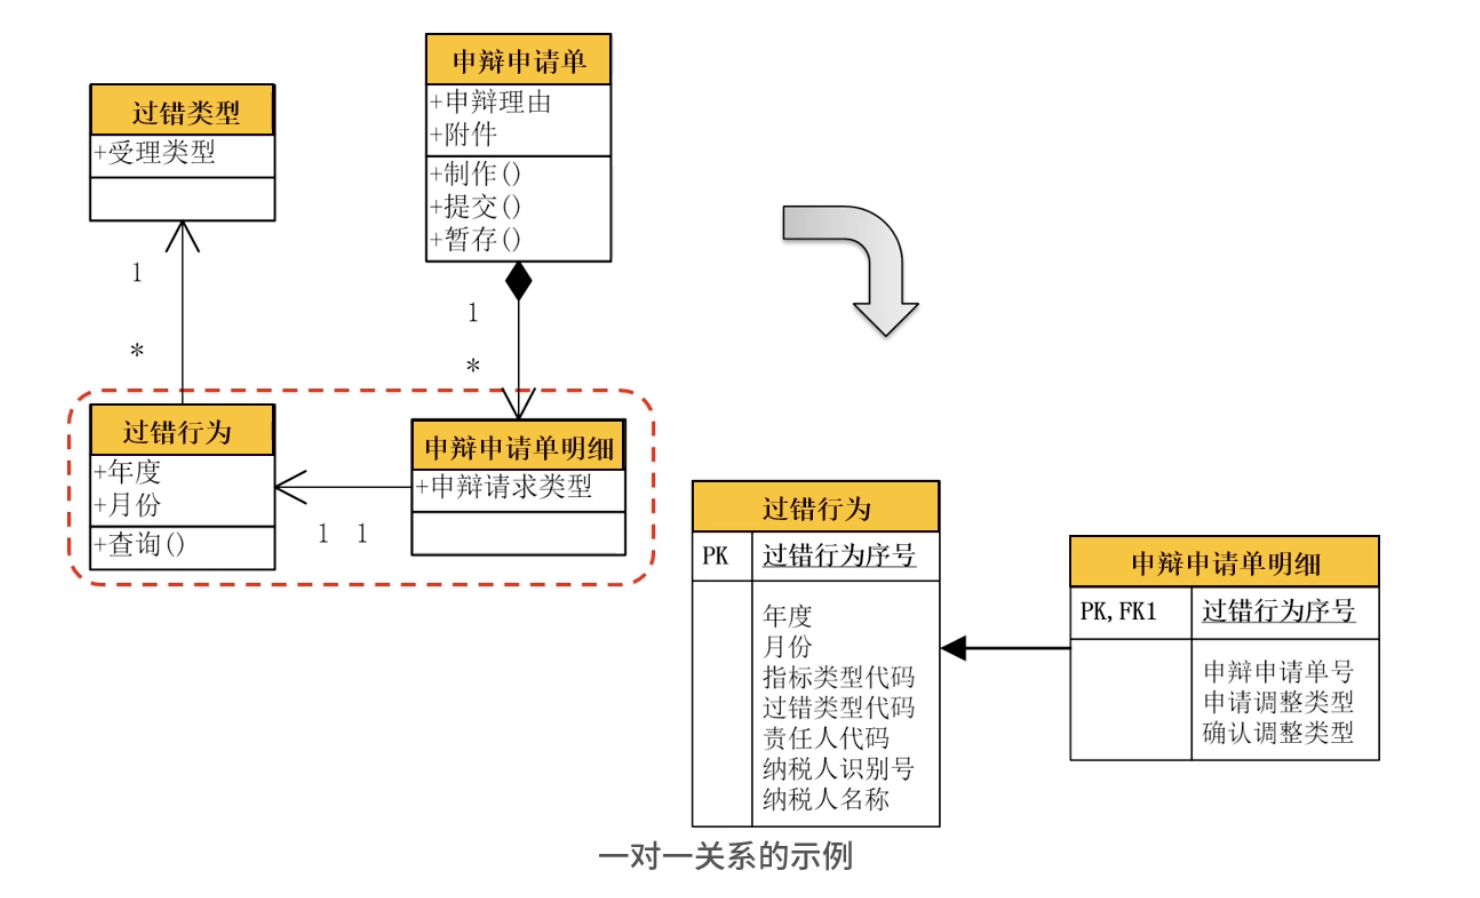 过错类型
+受理类型
1
*
申辩申请单
+申辩理由
+附件
+制作()
+提交()
+暂存()
1
*
过错行为
+年度
+月份
+查询()
1 1
申辩申请单明细
+申辩请求类型
过错行为
PK 过错行为序号
年度
月份
指标类型代码
过错类型代码
责任人代码
纳税人识别号
纳税人名称
申辩申请单明细
PK,FK1 过错行为序号
申辩申请单号
申请调整类型
确认调整类型
一对一关系的示例